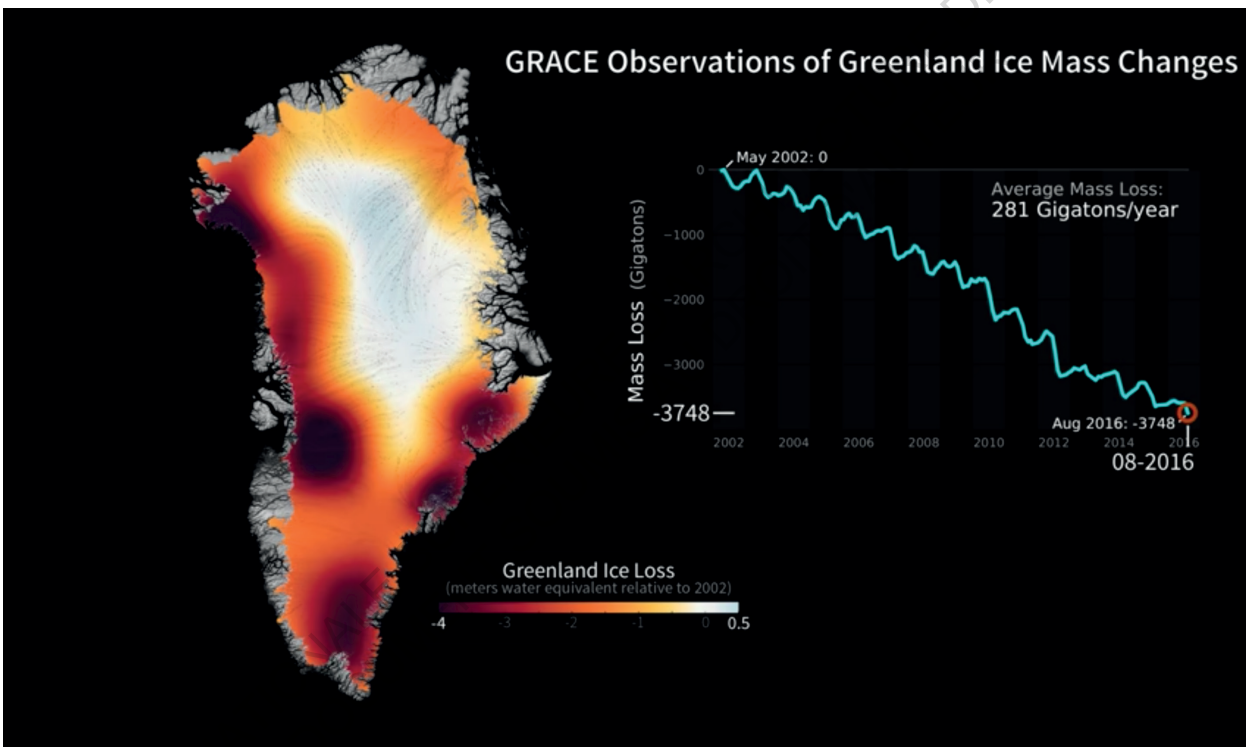 GRACE Observations of Greenland Ice Mass Changes
May 2002: 0
0
Average Mass Loss:
281 Gigatons/year
−1000
−2000
−3000
-3748
Mass Loss (Gigatons)
Aug 2016: -3748
2002 2004 2006 2008 2010 2012 2014 2016
08-2016
Greenland Ice Loss
(meters water equivalent relative to 2002)
-4 -3 -2 -1 0 0.5